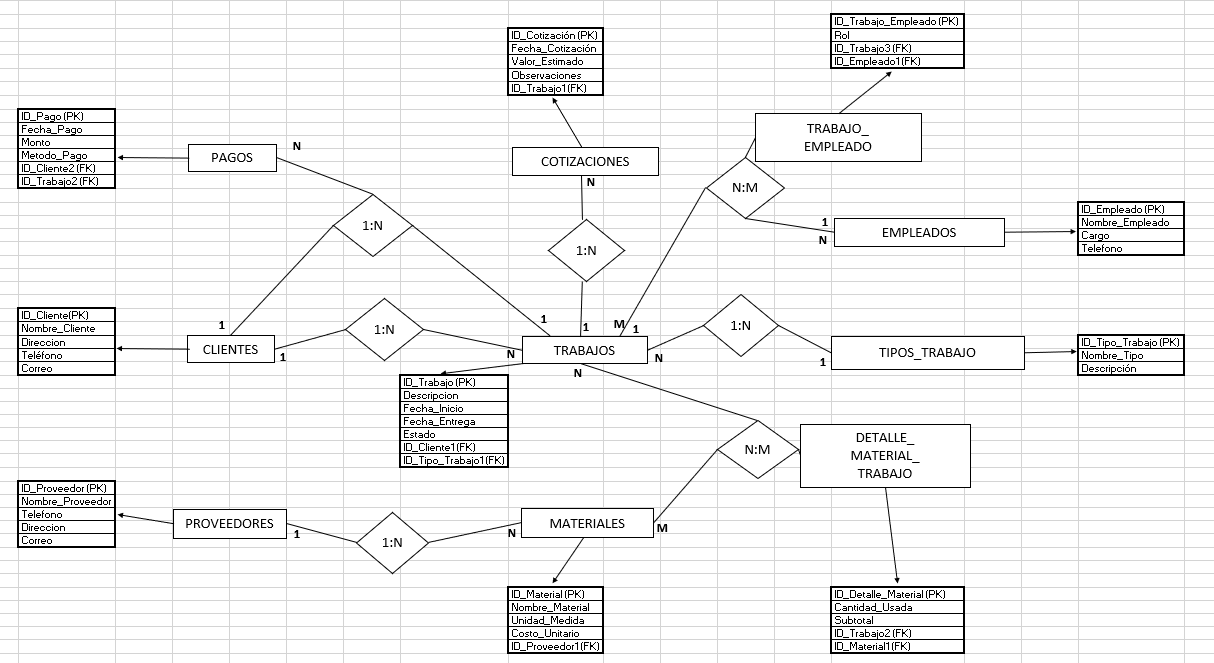 ID_Cotización (PK)
Fecha_Cotización
Valor_Estimado
Observaciones
ID_Trabajo1(FK)
ID_Trabajo_Empleado(PK)
Rol
ID_Trabajo3(FK)
ID_Empleado1(FK)
ID_Pago (PK)
Fecha_Pago
Monto
Metodo_Pago
ID_Cliente2 (FK)
ID_Trabajo2 (FK)
PAGOS
N
COTIZACIONES
N
TRABAJO_
EMPLEADO
N:M
1
N
EMPLEADOS
ID_Empleado (PK)
Nombre_Empleado
Cargo
Telefono
1:N
1:N
ID_Cliente(PK)
Nombre_Cliente
Direccion
Teléfono
Correo
1
CLIENTES
1
1:N
N
1
1
M
1
TRABAJOS
N
N
1:N
1
TIPOS_TRABAJO
ID_Tipo_Trabajo (PK)
Nombre_Tipo
Descripción
ID_Trabajo (PK)
Descripcion
Fecha_Inicio
Fecha_Entrega
Estado
ID_Cliente1(FK)
ID_Tipo_Trabajo1(FK)
N:M
DETALLE_
MATERIAL_
TRABAJO
ID_Proveedor (PK)
Nombre_Proveedor
Telefono
Direccion
Correo
PROVEEDORES
1
1:N
N
MATERIALES
M
ID_Material (PK)
Nombre_Material
Unidad_Medida
Costo_Unitario
ID_Proveedor1(FK)
ID_Detalle_Material (PK)
Cantidad_Usada
Subtotal
ID_Trabajo2 (FK)
ID_Material1 (FK)